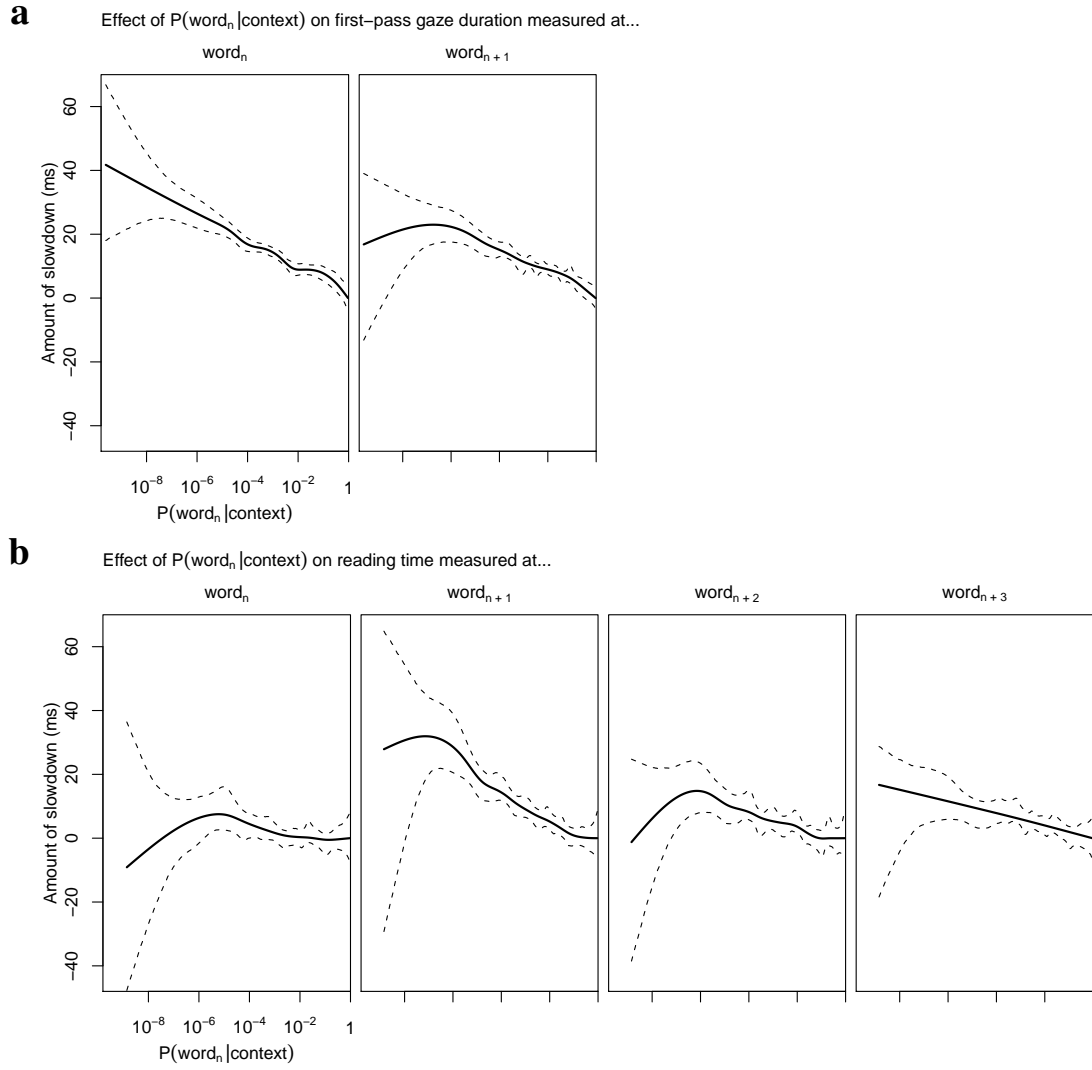 a
Effect of P(wordₙ|context) on first−pass gaze duration measured at...
wordₙ
wordₙ ₊ ₁
Amount of slowdown (ms)
60
40
20
0
−20
−40
10⁻⁸ 10⁻⁶ 10⁻⁴ 10⁻² 1
P(wordₙ|context)
b
Effect of P(wordₙ|context) on reading time measured at...
wordₙ
wordₙ ₊ ₁
wordₙ ₊ ₂
wordₙ ₊ ₃
Amount of slowdown (ms)
60
40
20
0
−20
−40
10⁻⁸ 10⁻⁶ 10⁻⁴ 10⁻² 1
P(wordₙ|context)